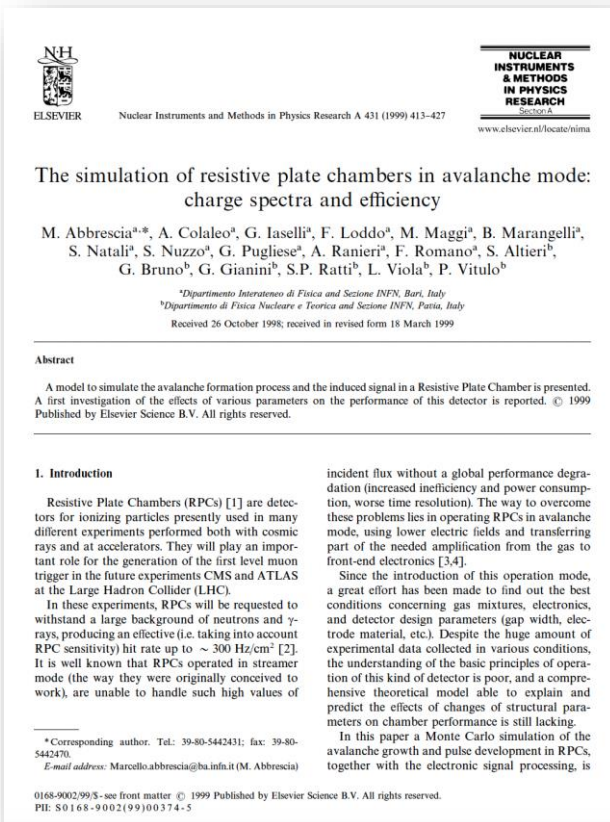 N·H
ELSEVIER
Nuclear Instruments and Methods in Physics Research A 431 (1999) 413–427
NUCLEAR
INSTRUMENTS
& METHODS
IN PHYSICS
RESEARCH
Section A
www.elsevier.nl/locate/nima
The simulation of resistive plate chambers in avalanche mode:
charge spectra and efficiency
M. Abbrescia^a,*, A. Colaleo^a, G. Iaselli^a, F. Loddo^a, M. Maggi^a, B. Marangelli^a,
S. Natali^a, S. Nuzzo^a, G. Pugliese^a, A. Ranieri^a, F. Romano^a, S. Altieri^b,
G. Bruno^b, G. Gianini^b, S.P. Ratti^b, L. Viola^b, P. Vitulo^b
^a Dipartimento Interateneo di Fisica and Sezione INFN, Bari, Italy
^b Dipartimento di Fisica Nucleare e Teorica and Sezione INFN, Pavia, Italy
Received 26 October 1998; received in revised form 18 March 1999
Abstract
A model to simulate the avalanche formation process and the induced signal in a Resistive Plate Chamber is presented.
A first investigation of the effects of various parameters on the performance of this detector is reported. © 1999
Published by Elsevier Science B.V. All rights reserved.
1. Introduction
Resistive Plate Chambers (RPCs) [1] are detec-
tors for ionizing particles presently used in many
different experiments performed both with cosmic
rays and at accelerators. They will play an impor-
tant role for the generation of the first level muon
trigger in the future experiments CMS and ATLAS
at the Large Hadron Collider (LHC).
In these experiments, RPCs will be requested to
withstand a large background of neutrons and γ-
rays, producing an effective (i.e. taking into account
RPC sensitivity) hit rate up to ~ 300 Hz/cm² [2].
It is well known that RPCs operated in streamer
mode (the way they were originally conceived to
work), are unable to handle such high values of
*Corresponding author. Tel.: 39-80-5442431; fax: 39-80-
5442470.
E-mail address: Marcello.abbrescia@ba.infn.it (M. Abbrescia)
incident flux without a global performance degra-
dation (increased inefficiency and power consump-
tion, worse time resolution). The way to overcome
these problems lies in operating RPCs in avalanche
mode, using lower electric fields and transferring
part of the needed amplification from the gas to
front-end electronics [3,4].
Since the introduction of this operation mode,
a great effort has been made to find out the best
conditions concerning gas mixtures, electronics,
and detector design parameters (gap width, elec-
trode material, etc.). Despite the huge amount of
experimental data collected in various conditions,
the understanding of the basic principles of opera-
tion of this kind of detector is poor, and a compre-
hensive theoretical model able to explain and
predict the effects of changes of structural para-
meters on chamber performance is still lacking.
In this paper a Monte Carlo simulation of the
avalanche growth and pulse development in RPCs,
together with the electronic signal processing, is
0168-9002/99/$ - see front matter © 1999 Published by Elsevier Science B.V. All rights reserved.
PII: S0168-9002(99)00374-5